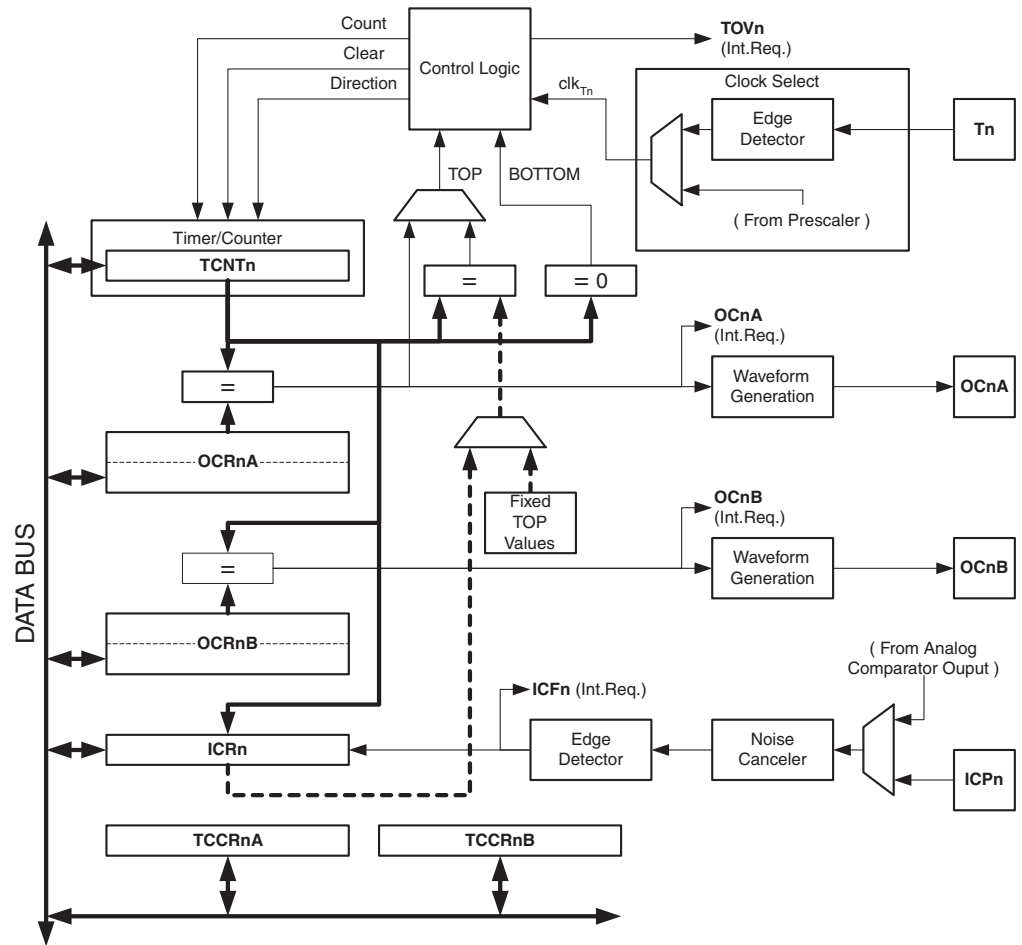 Count
Clear
Direction
Control Logic
TOVn
(Int.Req.)
clkTn
Clock Select
Edge
Detector
Tn
( From Prescaler )
TOP
BOTTOM
Timer/Counter
TCNTn
=
= 0
OCnA
(Int.Req.)
=
Waveform
Generation
OCnA
OCRnA
Fixed
TOP
Values
OCnB
(Int.Req.)
=
Waveform
Generation
OCnB
OCRnB
DATA BUS
( From Analog
Comparator Ouput )
ICFn (Int.Req.)
ICRn
Edge
Detector
Noise
Canceler
ICPn
TCCRnA
TCCRnB